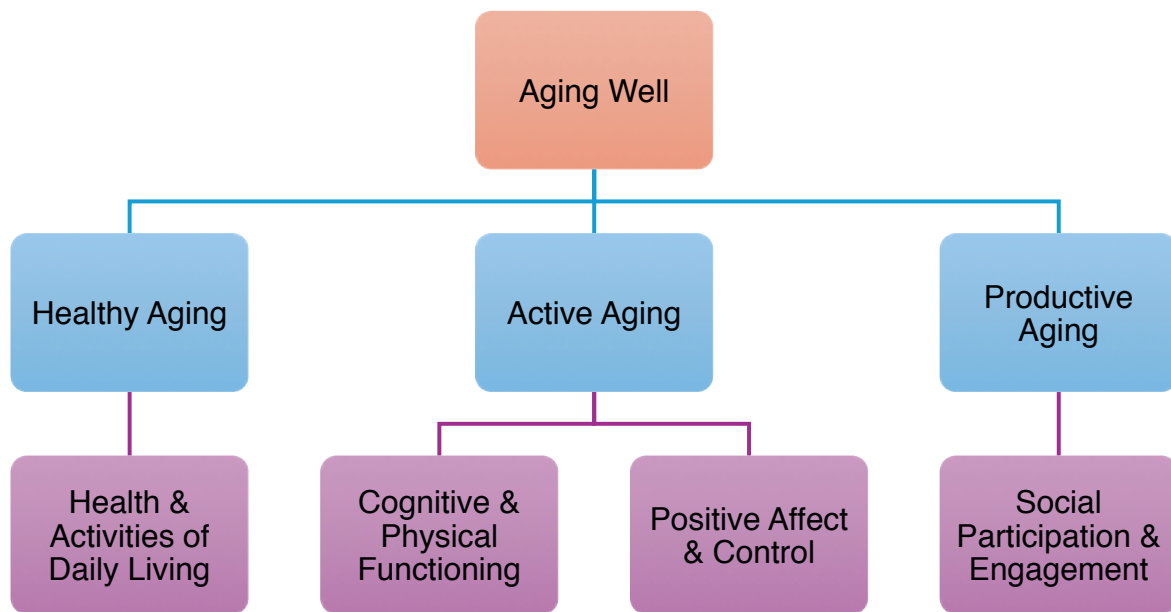 Aging Well
Healthy Aging
Active Aging
Productive
Aging
Health &
Activities of
Daily Living
Cognitive &
Physical
Functioning
Positive Affect
& Control
Social
Participation &
Engagement